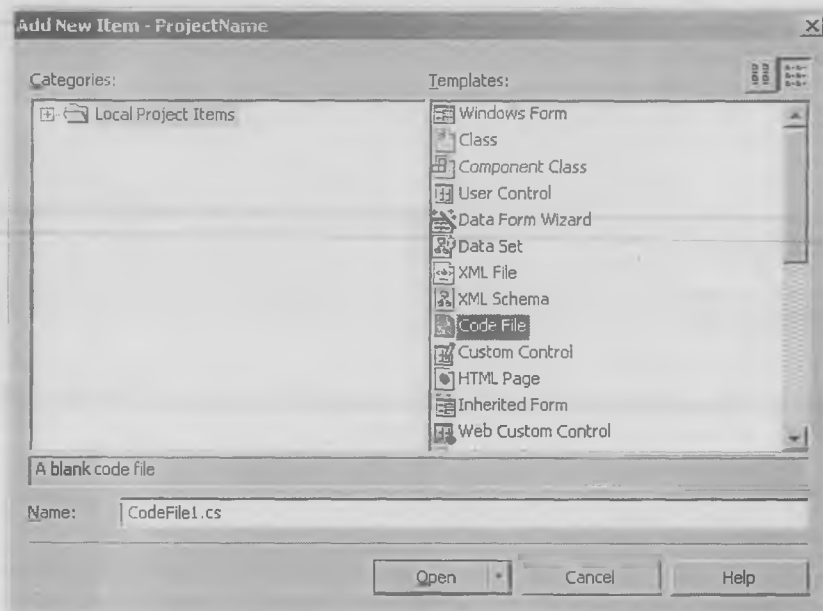 Add New Item - ProjectName
Categories:
Templates:
Local Project Items
Windows Form
Class
Component Class
User Control
Data Form Wizard
Data Set
XML File
XML Schema
Code File
Custom Control
HTML Page
Inherited Form
Web Custom Control
A blank code file
Name:
CodeFile1.cs
Open
Cancel
Help